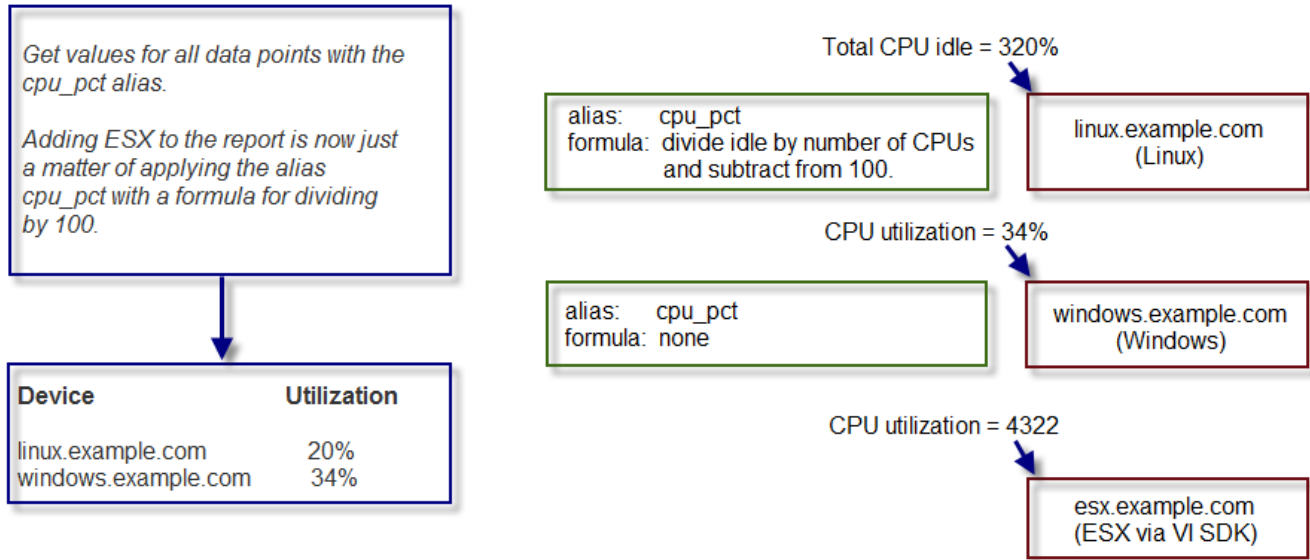 Get values for all data points with the
cpu_pct alias.
Adding ESX to the report is now just
a matter of applying the alias
cpu_pct with a formula for dividing
by 100.
Device Utilization
linux.example.com 20%
windows.example.com 34%
Total CPU idle = 320%
alias: cpu_pct
formula: divide idle by number of CPUs
and subtract from 100.
linux.example.com
(Linux)
CPU utilization = 34%
alias: cpu_pct
formula: none
windows.example.com
(Windows)
CPU utilization = 4322
esx.example.com
(ESX via VI SDK)